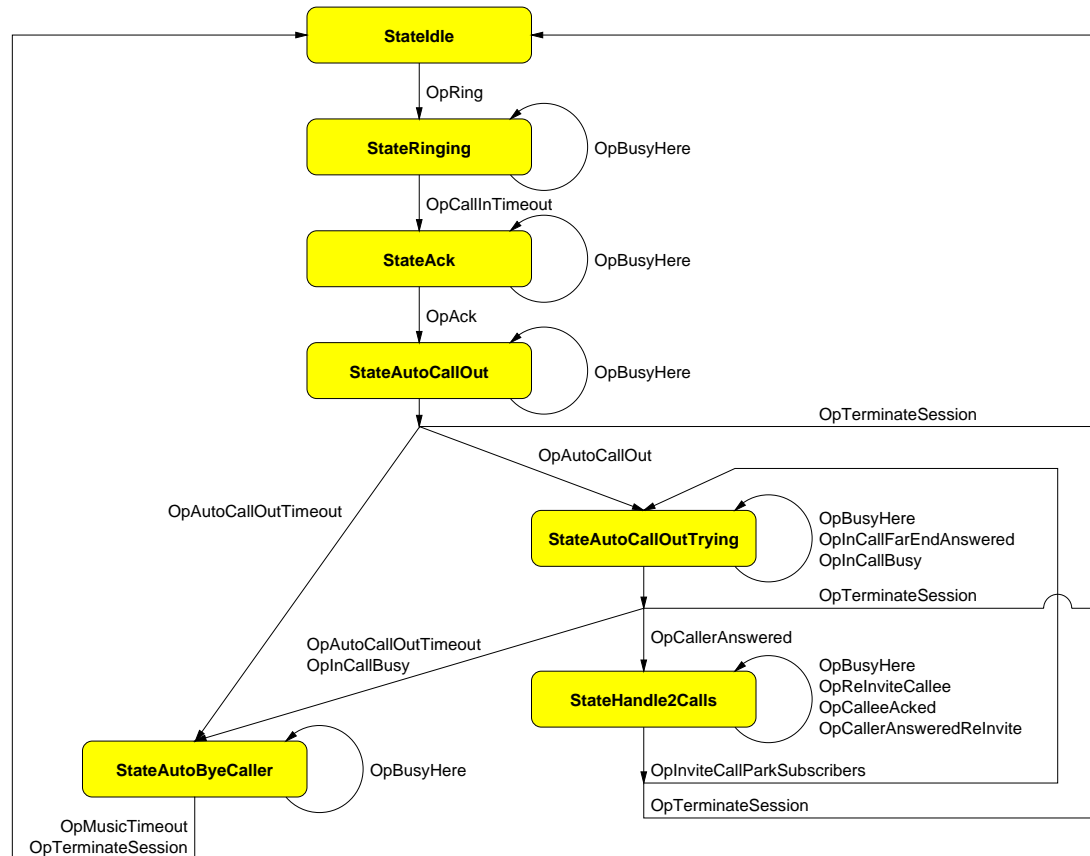 StateIdle
OpRing
StateRinging
OpBusyHere
OpCallInTimeout
StateAck
OpBusyHere
OpAck
StateAutoCallOut
OpBusyHere
OpTerminateSession
OpAutoCallOut
OpAutoCallOutTimeout
StateAutoCallOutTrying
OpBusyHere
OpInCallFarEndAnswered
OpInCallBusy
OpTerminateSession
OpAutoCallOutTimeout
OpInCallBusy
OpCallerAnswered
StateHandle2Calls
OpBusyHere
OpReInviteCallee
OpCalleeAcked
OpCallerAnsweredReInvite
StateAutoByeCaller
OpBusyHere
OpInviteCallParkSubscribers
OpTerminateSession
OpMusicTimeout
OpTerminateSession